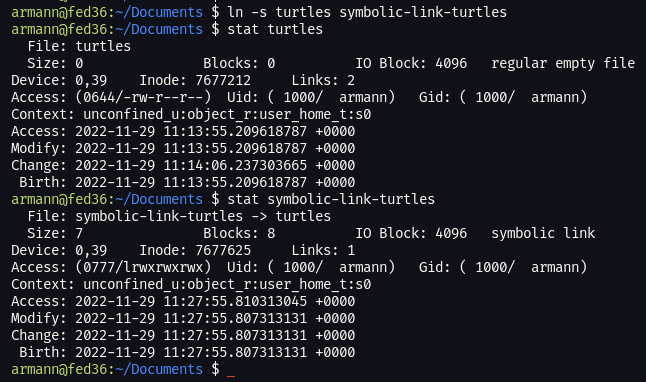 armann@fed36:~/Documents $ ln -s turtles symbolic-link-turtles
armann@fed36:~/Documents $ stat turtles
  File: turtles
  Size: 0               Blocks: 0          IO Block: 4096   regular empty file
Device: 0,39    Inode: 7677212     Links: 2
Access: (0644/-rw-r--r--)  Uid: ( 1000/  armann)   Gid: ( 1000/  armann)
Context: unconfined_u:object_r:user_home_t:s0
Access: 2022-11-29 11:13:55.209618787 +0000
Modify: 2022-11-29 11:13:55.209618787 +0000
Change: 2022-11-29 11:14:06.237303665 +0000
 Birth: 2022-11-29 11:13:55.209618787 +0000
armann@fed36:~/Documents $ stat symbolic-link-turtles
  File: symbolic-link-turtles -> turtles
  Size: 7               Blocks: 8          IO Block: 4096   symbolic link
Device: 0,39    Inode: 7677625     Links: 1
Access: (0777/lrwxrwxrwx)  Uid: ( 1000/  armann)   Gid: ( 1000/  armann)
Context: unconfined_u:object_r:user_home_t:s0
Access: 2022-11-29 11:27:55.810313045 +0000
Modify: 2022-11-29 11:27:55.807313131 +0000
Change: 2022-11-29 11:27:55.807313131 +0000
 Birth: 2022-11-29 11:27:55.807313131 +0000
armann@fed36:~/Documents $ _